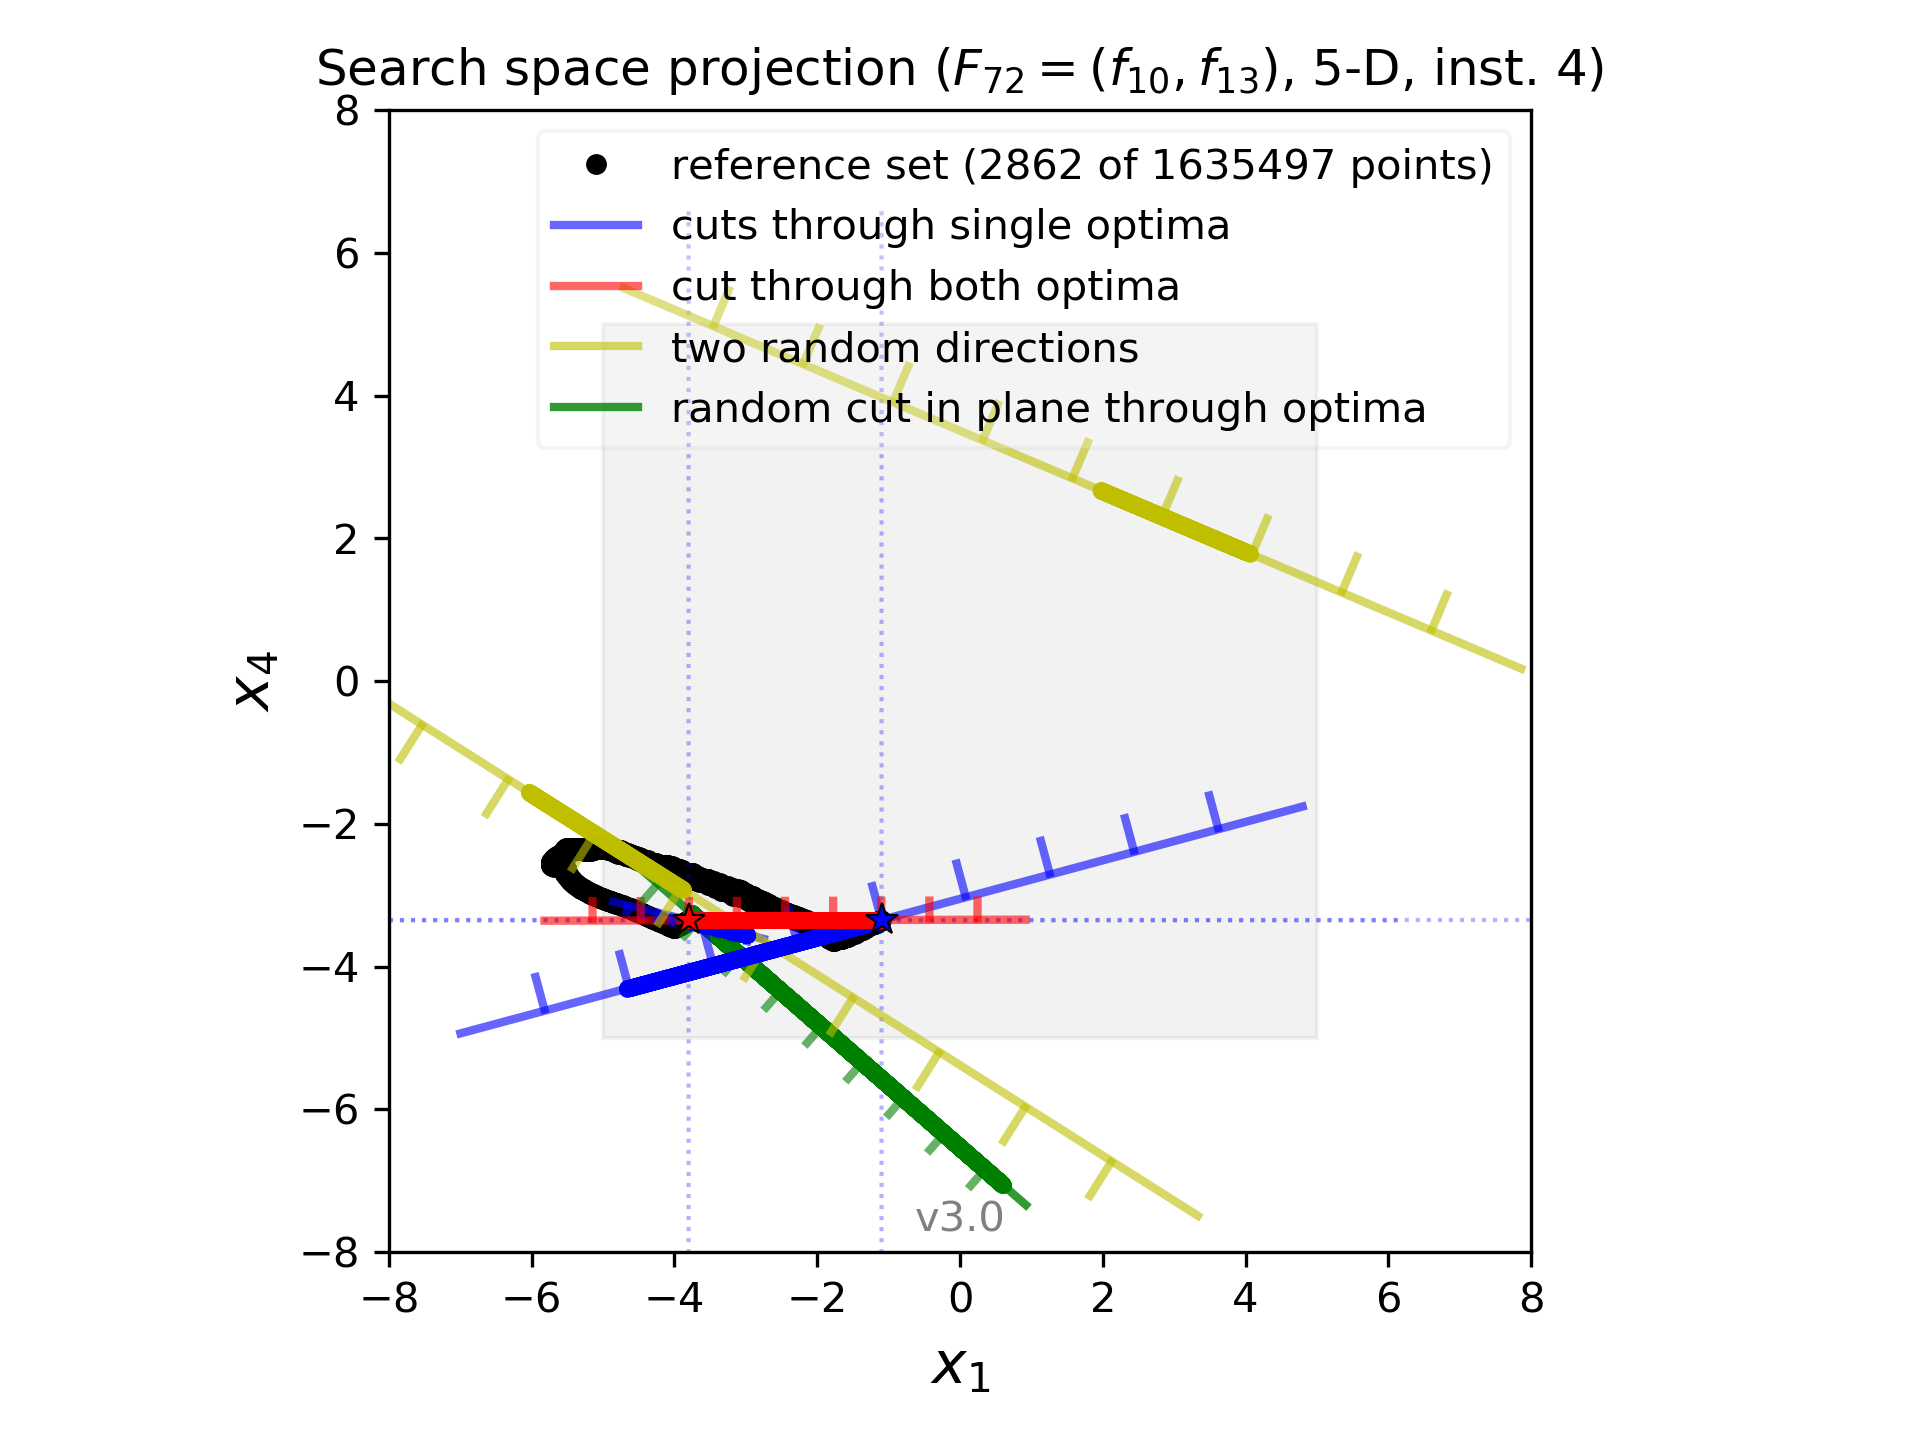 Search space projection (F72 = (f10, f13), 5-D, inst. 4)
reference set (2862 of 1635497 points)
cuts through single optima
cut through both optima
two random directions
random cut in plane through optima
8
6
4
2
0
−2
−4
−6
−8
x4
v3.0
−8 −6 −4 −2 0 2 4 6 8
x1